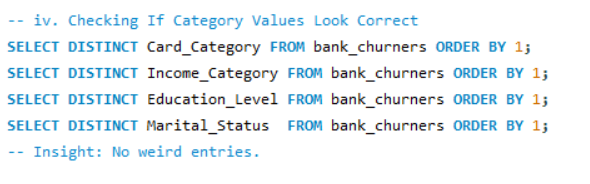 -- iv. Checking If Category Values Look Correct
SELECT DISTINCT Card_Category FROM bank_churners ORDER BY 1;
SELECT DISTINCT Income_Category FROM bank_churners ORDER BY 1;
SELECT DISTINCT Education_Level FROM bank_churners ORDER BY 1;
SELECT DISTINCT Marital_Status  FROM bank_churners ORDER BY 1;
-- Insight: No weird entries.